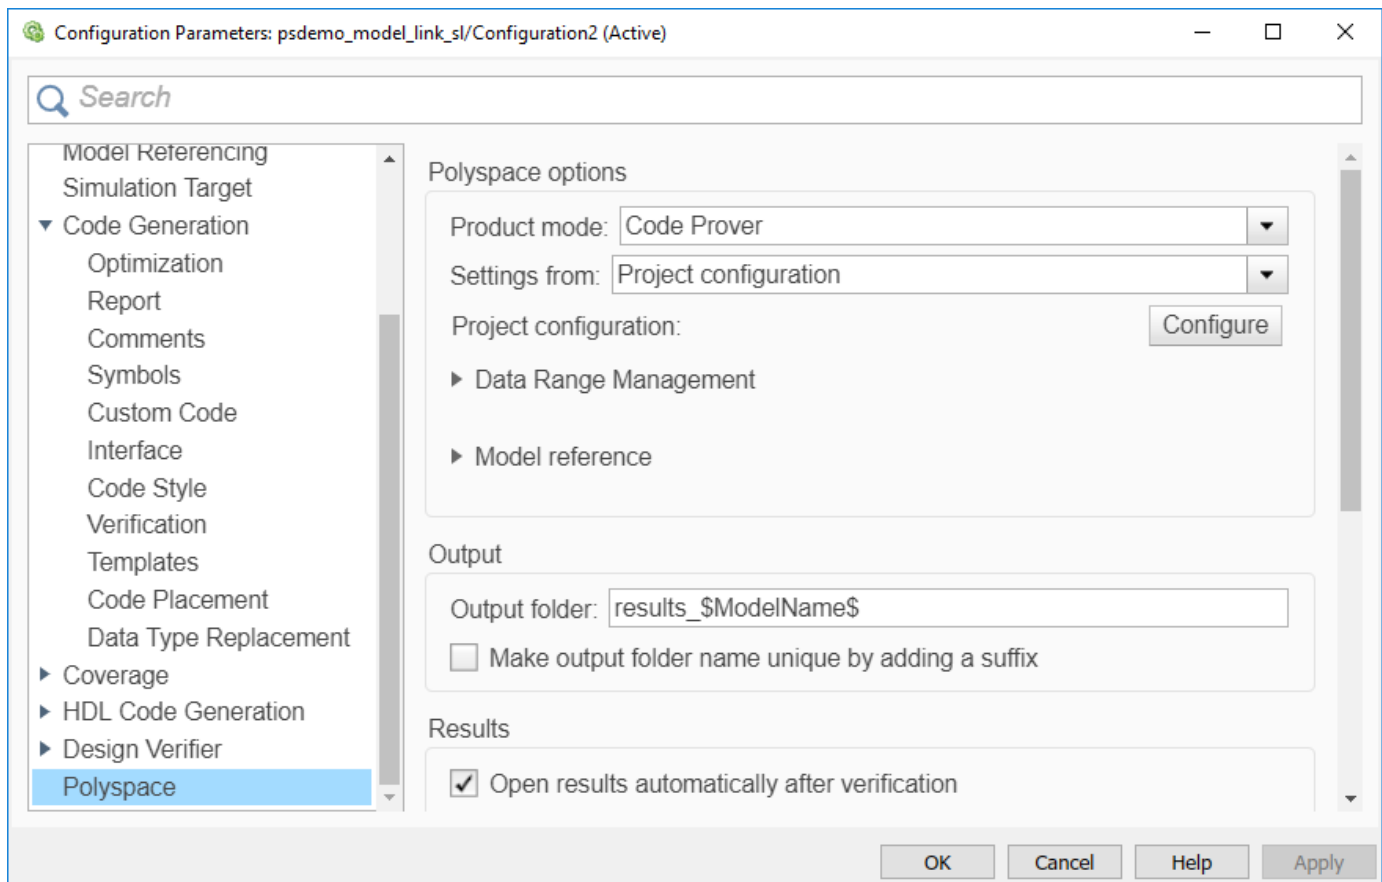 Configuration Parameters: psdemo_model_link_sl/Configuration2 (Active)
Search
Model Referencing
Simulation Target
Code Generation
Optimization
Report
Comments
Symbols
Custom Code
Interface
Code Style
Verification
Templates
Code Placement
Data Type Replacement
Coverage
HDL Code Generation
Design Verifier
Polyspace
Polyspace options
Product mode: Code Prover
Settings from: Project configuration
Project configuration: Configure
Data Range Management
Model reference
Output
Output folder: results_$ModelName$
Make output folder name unique by adding a suffix
Results
Open results automatically after verification
OK Cancel Help Apply